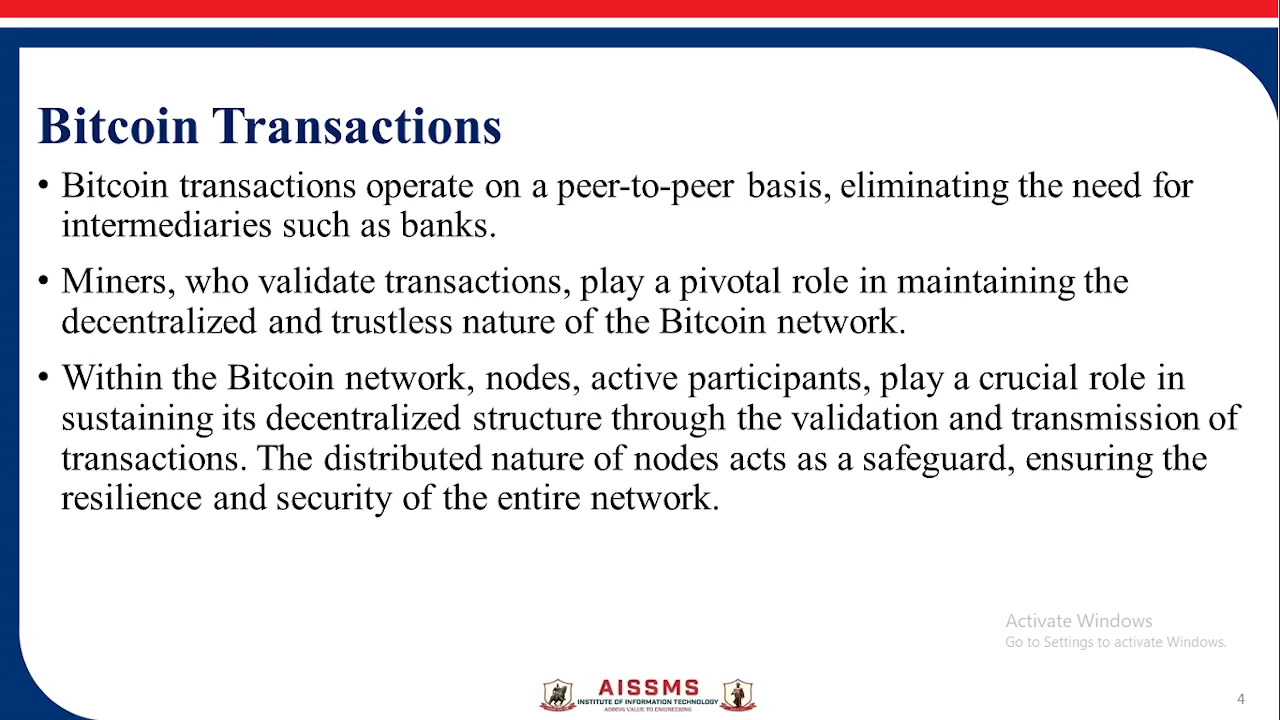 Bitcoin Transactions
• Bitcoin transactions operate on a peer-to-peer basis, eliminating the need for
intermediaries such as banks.
• Miners, who validate transactions, play a pivotal role in maintaining the
decentralized and trustless nature of the Bitcoin network.
• Within the Bitcoin network, nodes, active participants, play a crucial role in
sustaining its decentralized structure through the validation and transmission of
transactions. The distributed nature of nodes acts as a safeguard, ensuring the
resilience and security of the entire network.
Activate Windows
Go to Settings to activate Windows.
AISSMS
INSTITUTE OF INFORMATION TECHNOLOGY
ADDING VALUE TO ENGINEERING
4